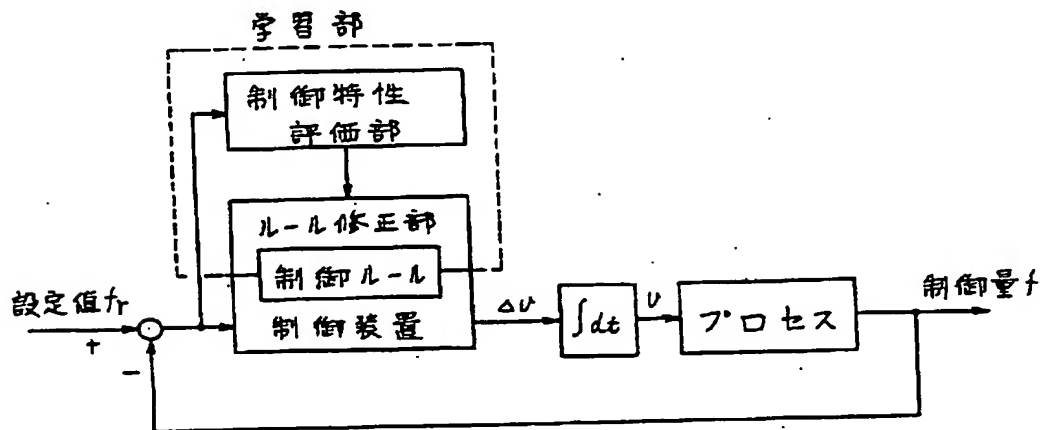 学習部
制御特性
評価部
ルール修正部
制御ルール
制御装置
設定値fr
+
−
ΔU
∫dt
U
プロセス
制御量f